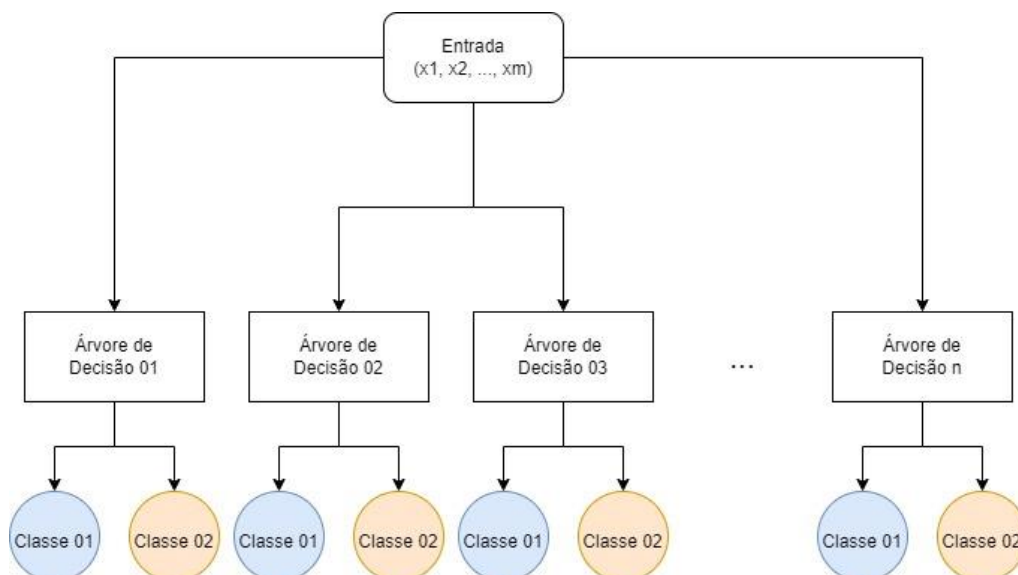 Entrada
(x1, x2, ..., xm)
Árvore de
Decisão 01
Árvore de
Decisão 02
Árvore de
Decisão 03
...
Árvore de
Decisão n
Classe 01
Classe 02
Classe 01
Classe 02
Classe 01
Classe 02
Classe 01
Classe 02